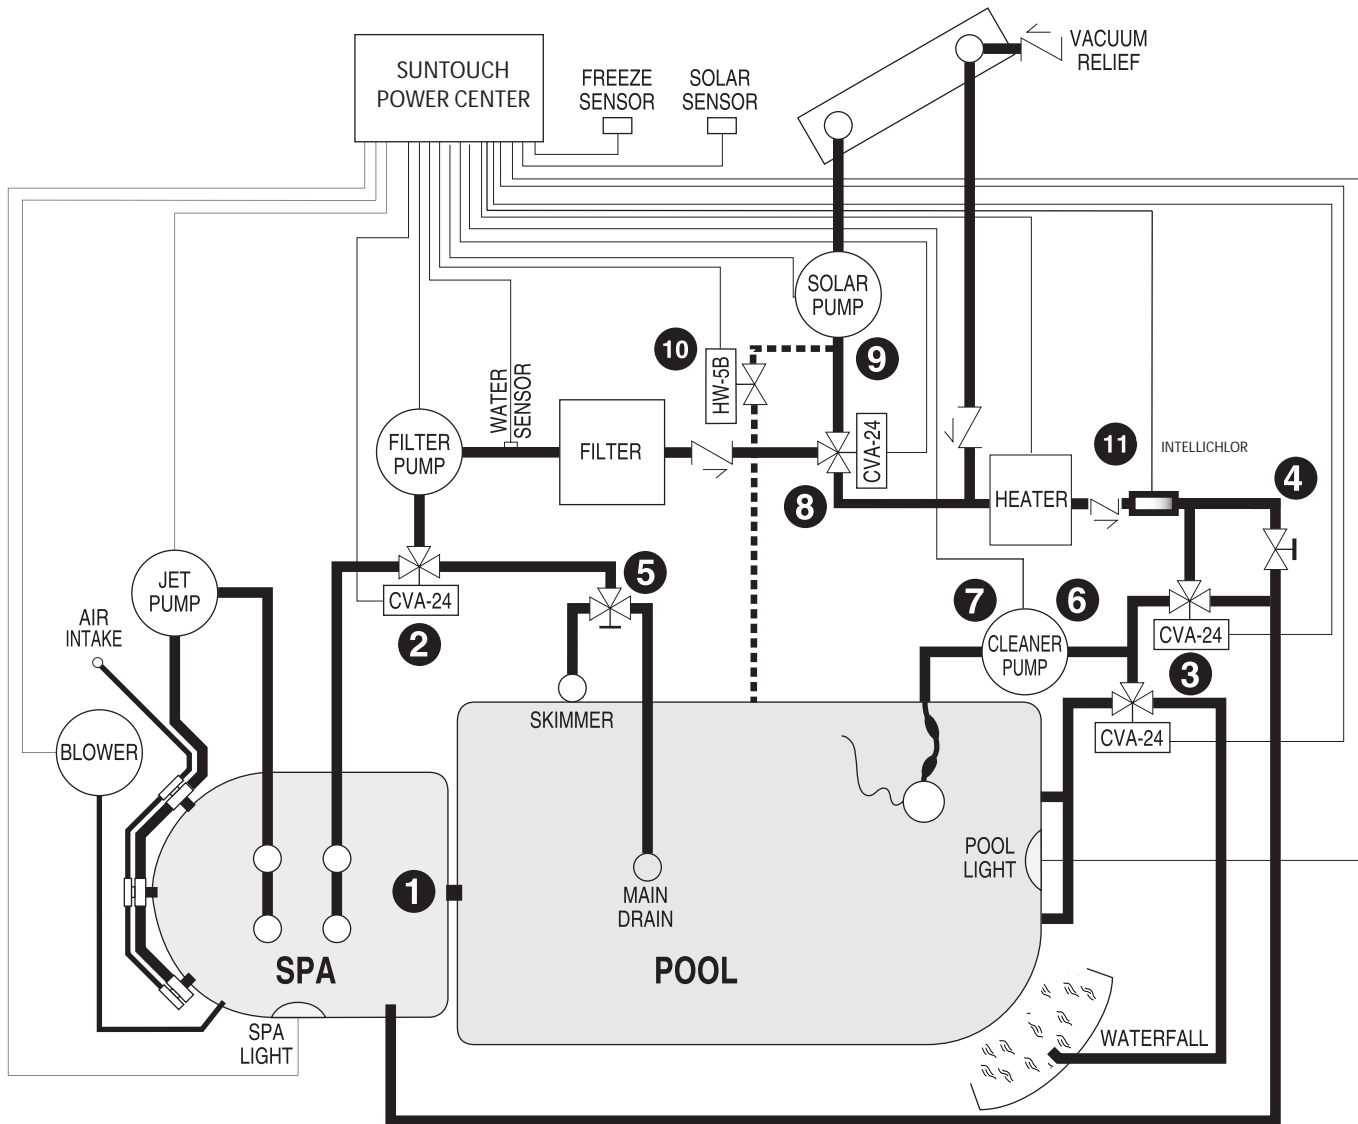 SUNTOUCH
POWER CENTER
FREEZE
SENSOR
SOLAR
SENSOR
VACUUM
RELIEF
SOLAR
PUMP
10
HW-5B
9
WATER
SENSOR
FILTER
PUMP
FILTER
CVA-24
8
HEATER
11
INTELLICHLOR
4
JET
PUMP
AIR
INTAKE
CVA-24
2
5
7
6
CLEANER
PUMP
CVA-24
3
CVA-24
BLOWER
SKIMMER
1
MAIN
DRAIN
POOL
LIGHT
SPA
POOL
SPA
LIGHT
WATERFALL